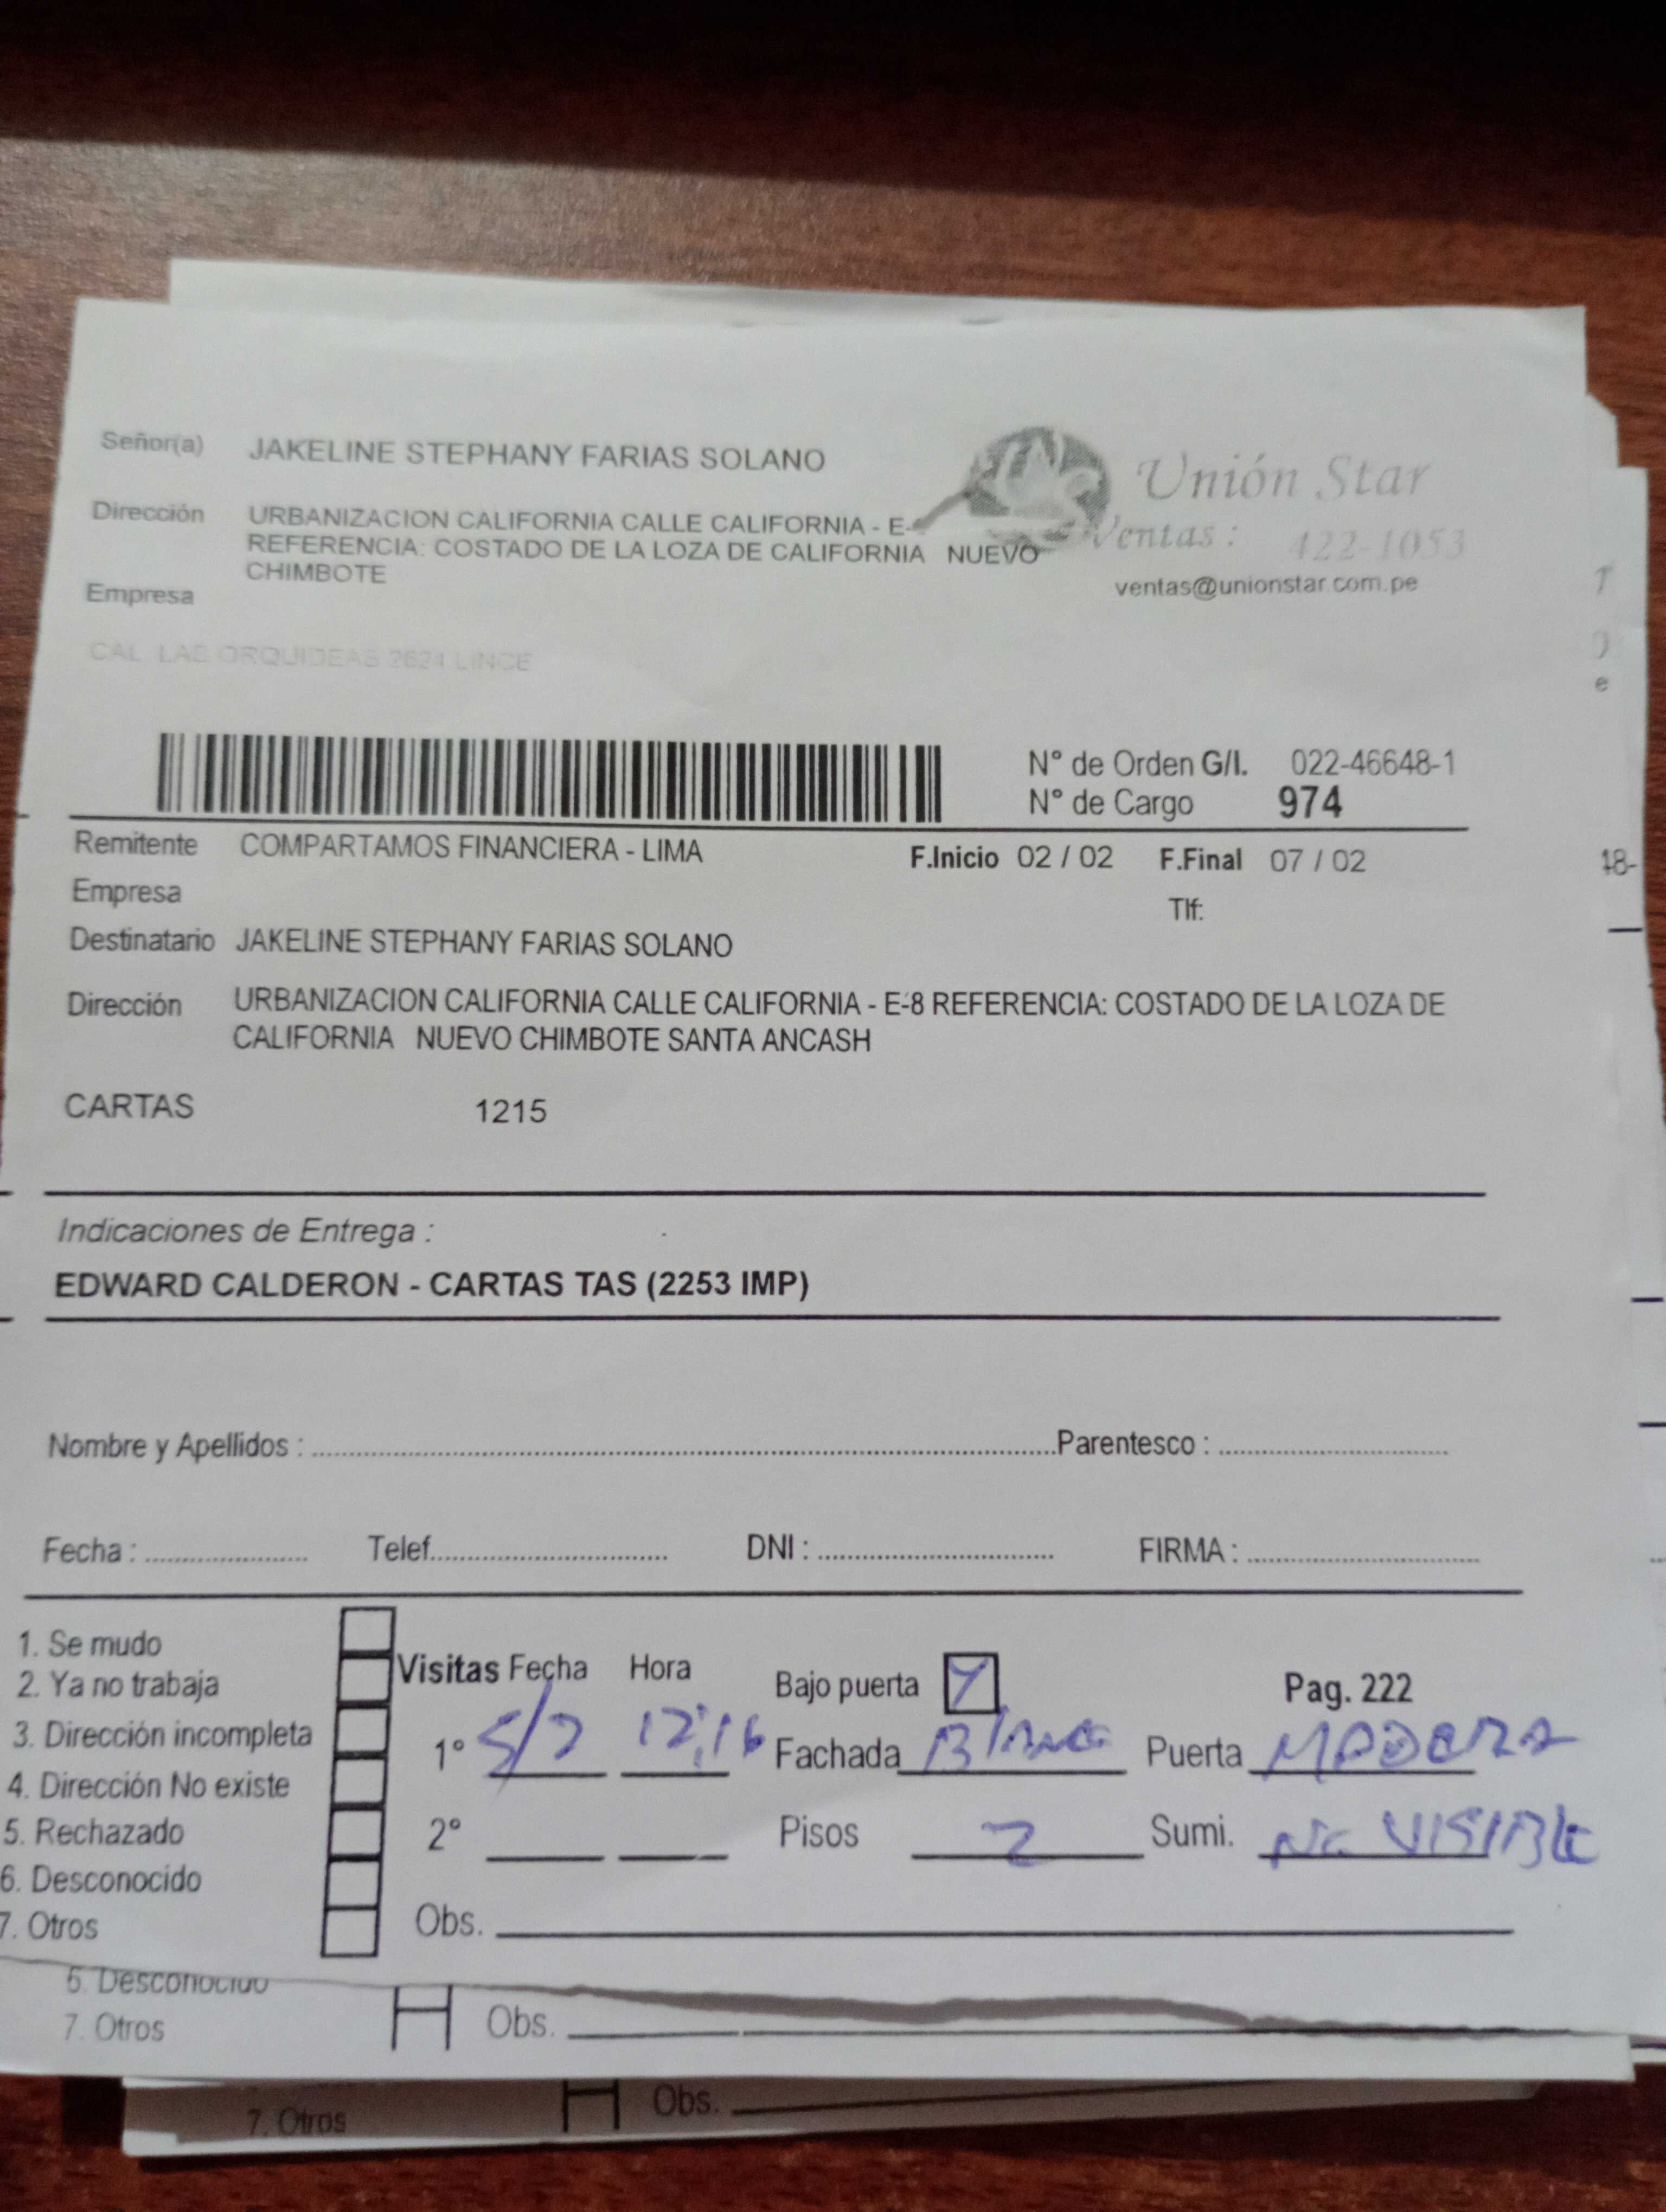 Señor(a) JAKELINE STEPHANY FARIAS SOLANO
Unión Star
Dirección URBANIZACION CALIFORNIA CALLE CALIFORNIA - E-
REFERENCIA: COSTADO DE LA LOZA DE CALIFORNIA NUEVO
CHIMBOTE
Ventas : 422-1053
ventas@unionstar.com.pe
Empresa
CAL LAS ORQUIDEAS 2624 LINCE
N° de Orden G/I. 022-46648-1
N° de Cargo 974
Remitente COMPARTAMOS FINANCIERA - LIMA
F.Inicio 02 / 02 F.Final 07 / 02
Empresa
Tlf:
Destinatario JAKELINE STEPHANY FARIAS SOLANO
Dirección URBANIZACION CALIFORNIA CALLE CALIFORNIA - E-8 REFERENCIA: COSTADO DE LA LOZA DE
CALIFORNIA NUEVO CHIMBOTE SANTA ANCASH
CARTAS 1215
Indicaciones de Entrega :
EDWARD CALDERON - CARTAS TAS (2253 IMP)
Nombre y Apellidos : Parentesco :
Fecha : Telef. DNI : FIRMA :
1. Se mudo
2. Ya no trabaja
3. Dirección incompleta
4. Dirección No existe
5. Rechazado
6. Desconocido
7. Otros
Visitas Fecha Hora
1° 5/2 12:16
2°
Bajo puerta
Pag. 222
Fachada Blanca Puerta MADERA
Pisos 2 Sumi. No VISIBLE
Obs.
6. Desconocido
7. Otros Obs.
7. Otros Obs.
18-